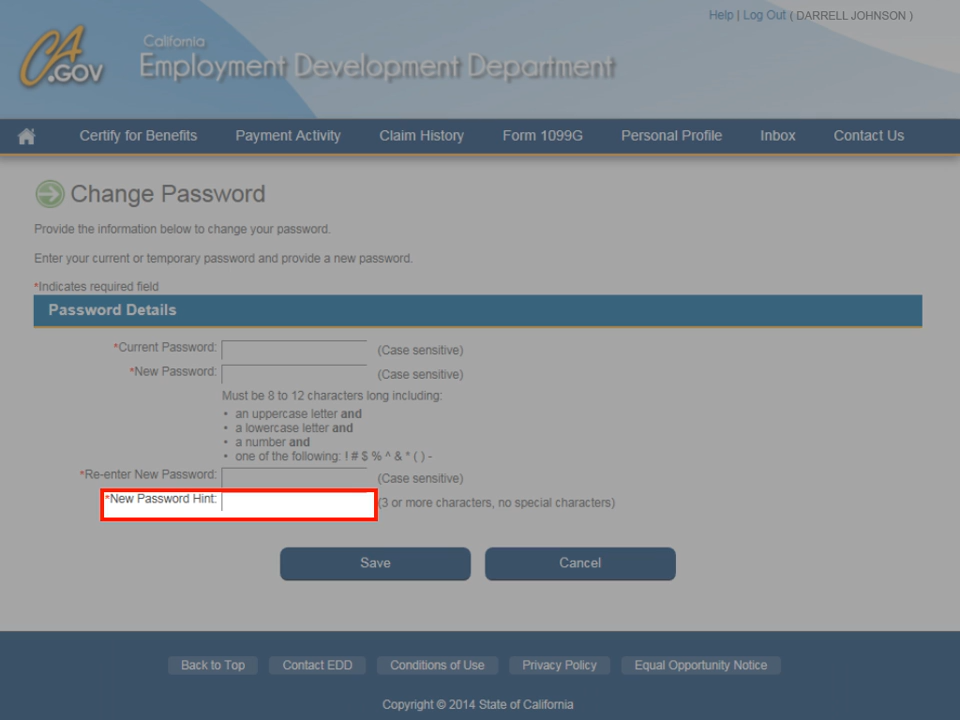 Help | Log Out ( DARRELL JOHNSON )
CA.GOV
California
Employment Development Department
Certify for Benefits Payment Activity Claim History Form 1099G Personal Profile Inbox Contact Us
Change Password
Provide the information below to change your password.
Enter your current or temporary password and provide a new password.
*Indicates required field
Password Details
*Current Password: (Case sensitive)
*New Password: (Case sensitive)
Must be 8 to 12 characters long including:
• an uppercase letter and
• a lowercase letter and
• a number and
• one of the following: ! # $ % ^ & * ( ) -
*Re-enter New Password: (Case sensitive)
*New Password Hint: (3 or more characters, no special characters)
Save Cancel
Back to Top Contact EDD Conditions of Use Privacy Policy Equal Opportunity Notice
Copyright © 2014 State of California